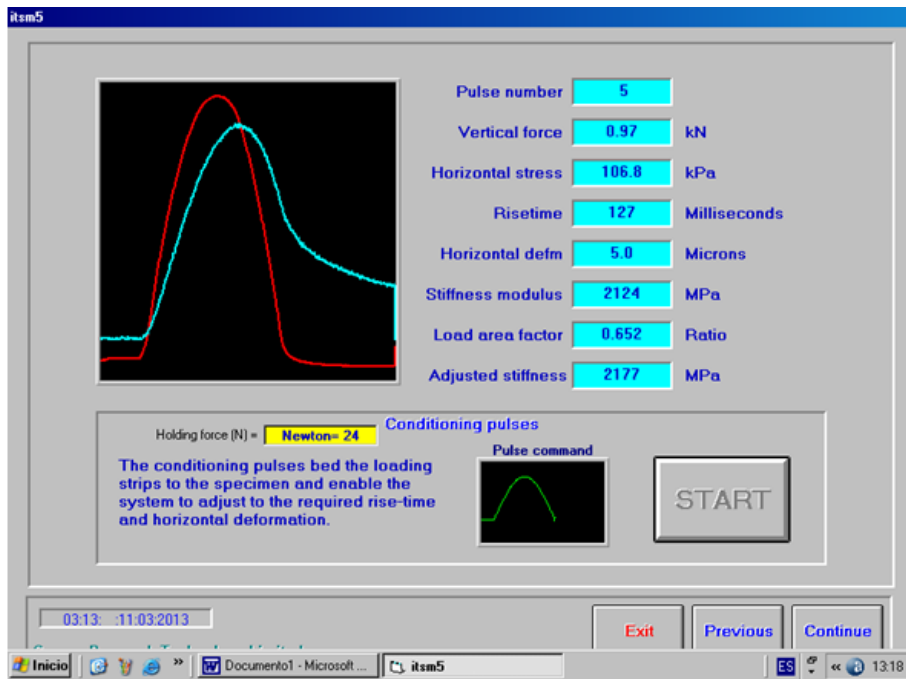 itsm5
Pulse number 5
Vertical force 0.97 kN
Horizontal stress 106.8 kPa
Risetime 127 Milliseconds
Horizontal defm 5.0 Microns
Stiffness modulus 2124 MPa
Load area factor 0.652 Ratio
Adjusted stiffness 2177 MPa
Conditioning pulses
Holding force (N) = Newton= 24
The conditioning pulses bed the loading
strips to the specimen and enable the
system to adjust to the required rise-time
and horizontal deformation.
Pulse command
START
03:13: :11:03:2013
Exit Previous Continue
Inicio » Documento1 - Microsoft ... itsm5 ES « 13:18